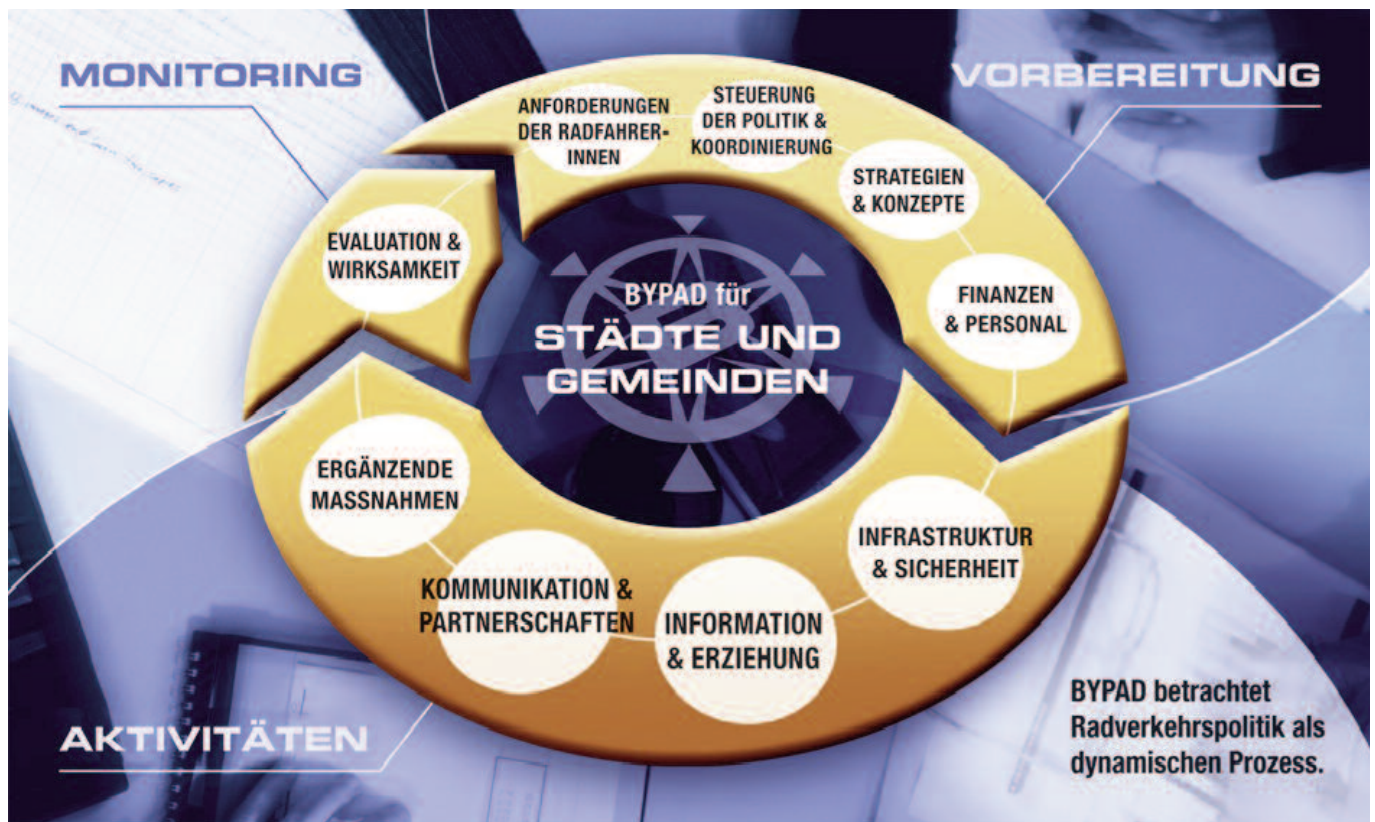 MONITORING
VORBEREITUNG
ANFORDERUNGEN
DER RADFAHRER-
INNEN
STEUERUNG
DER POLITIK &
KOORDINIERUNG
STRATEGIEN
& KONZEPTE
FINANZEN
& PERSONAL
EVALUATION &
WIRKSAMKEIT
BYPAD für
STÄDTE UND
GEMEINDEN
ERGÄNZENDE
MASSNAHMEN
KOMMUNIKATION &
PARTNERSCHAFTEN
INFORMATION
& ERZIEHUNG
INFRASTRUKTUR
& SICHERHEIT
AKTIVITÄTEN
BYPAD betrachtet
Radverkehrspolitik als
dynamischen Prozess.